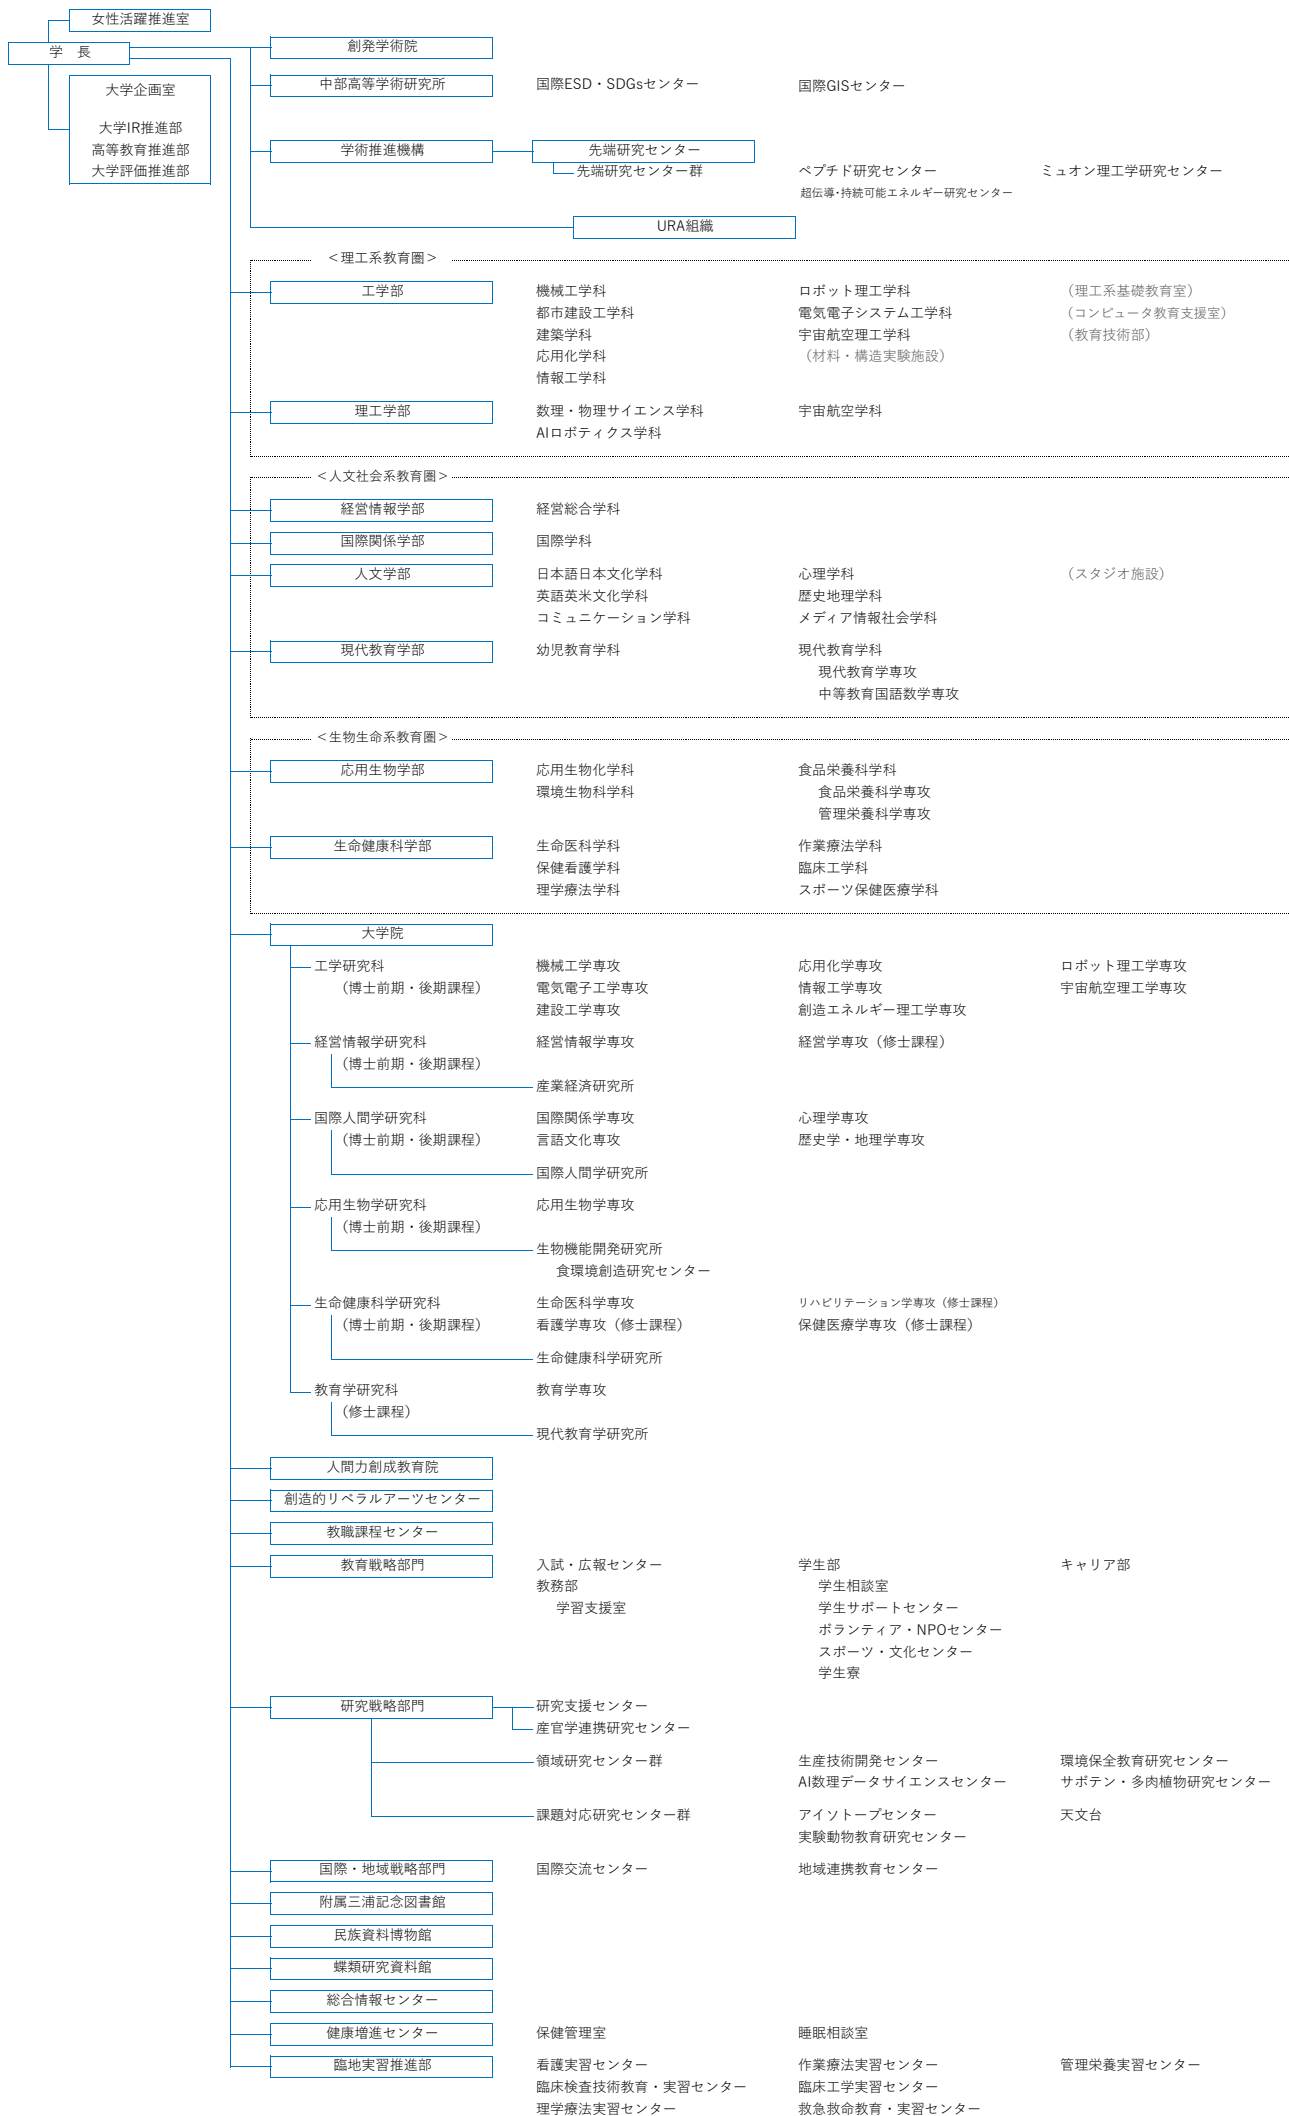 女性活躍推進室
学　長
大学企画室
大学IR推進部
高等教育推進部
大学評価推進部
創発学術院
中部高等学術研究所　国際ESD・SDGsセンター　国際GISセンター
学術推進機構　先端研究センター
先端研究センター群　ペプチド研究センター　ミュオン理工学研究センター
超伝導・持続可能エネルギー研究センター
URA組織
＜理工系教育圏＞
工学部　機械工学科　ロボット理工学科　（理工系基礎教育室）
都市建設工学科　電気電子システム工学科　（コンピュータ教育支援室）
建築学科　宇宙航空理工学科　（教育技術部）
応用化学科　（材料・構造実験施設）
情報工学科
理工学部　数理・物理サイエンス学科　宇宙航空学科
AIロボティクス学科
＜人文社会系教育圏＞
経営情報学部　経営総合学科
国際関係学部　国際学科
人文学部　日本語日本文化学科　心理学科　（スタジオ施設）
英語英米文化学科　歴史地理学科
コミュニケーション学科　メディア情報社会学科
現代教育学部　幼児教育学科　現代教育学科
現代教育学専攻
中等教育国語数学専攻
＜生物生命系教育圏＞
応用生物学部　応用生物化学科　食品栄養科学科
環境生物科学科　食品栄養科学専攻
管理栄養科学専攻
生命健康科学部　生命医科学科　作業療法学科
保健看護学科　臨床工学科
理学療法学科　スポーツ保健医療学科
大学院
工学研究科　機械工学専攻　応用化学専攻　ロボット理工学専攻
（博士前期・後期課程）　電気電子工学専攻　情報工学専攻　宇宙航空理工学専攻
建設工学専攻　創造エネルギー理工学専攻
経営情報学研究科　経営情報学専攻　経営学専攻（修士課程）
（博士前期・後期課程）
産業経済研究所
国際人間学研究科　国際関係学専攻　心理学専攻
（博士前期・後期課程）　言語文化専攻　歴史学・地理学専攻
国際人間学研究所
応用生物学研究科　応用生物学専攻
（博士前期・後期課程）
生物機能開発研究所
食環境創造研究センター
生命健康科学研究科　生命医科学専攻　リハビリテーション学専攻（修士課程）
（博士前期・後期課程）　看護学専攻（修士課程）　保健医療学専攻（修士課程）
生命健康科学研究所
教育学研究科　教育学専攻
（修士課程）
現代教育学研究所
人間力創成教育院
創造的リベラルアーツセンター
教職課程センター
教育戦略部門　入試・広報センター　学生部　キャリア部
教務部　学生相談室
学習支援室　学生サポートセンター
ボランティア・NPOセンター
スポーツ・文化センター
学生寮
研究戦略部門　研究支援センター
産官学連携研究センター
領域研究センター群　生産技術開発センター　環境保全教育研究センター
AI数理データサイエンスセンター　サボテン・多肉植物研究センター
課題対応研究センター群　アイソトープセンター　天文台
実験動物教育研究センター
国際・地域戦略部門　国際交流センター　地域連携教育センター
附属三浦記念図書館
民族資料博物館
蝶類研究資料館
総合情報センター
健康増進センター　保健管理室　睡眠相談室
臨地実習推進部　看護実習センター　作業療法実習センター　管理栄養実習センター
臨床検査技術教育・実習センター　臨床工学実習センター
理学療法実習センター　救急救命教育・実習センター